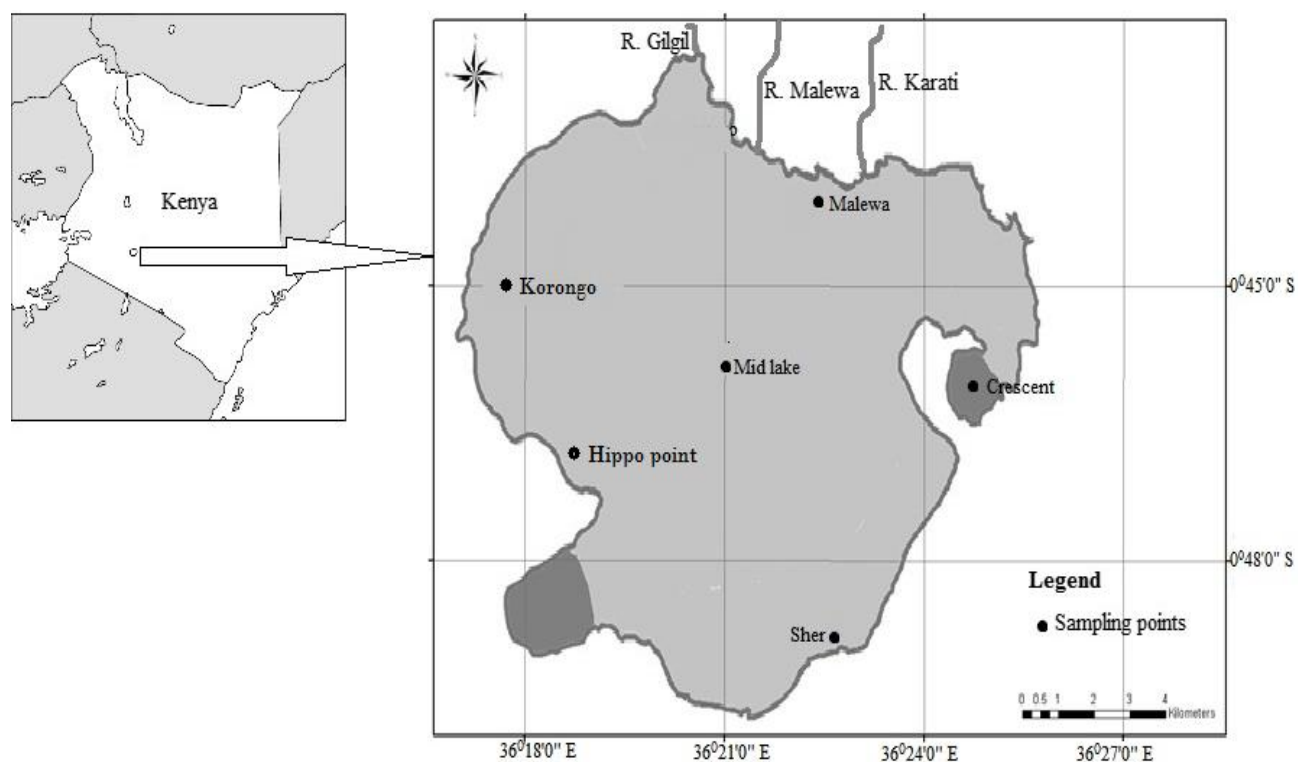 Kenya
R. Gilgil
R. Malewa
R. Karati
Malewa
Korongo
Mid lake
Crescent
Hippo point
Sher
Legend
Sampling points
0 0.5 1 2 3 4
Kilometers
0⁰45'0" S
0⁰48'0" S
36⁰18'0" E
36⁰21'0" E
36⁰24'0" E
36⁰27'0" E